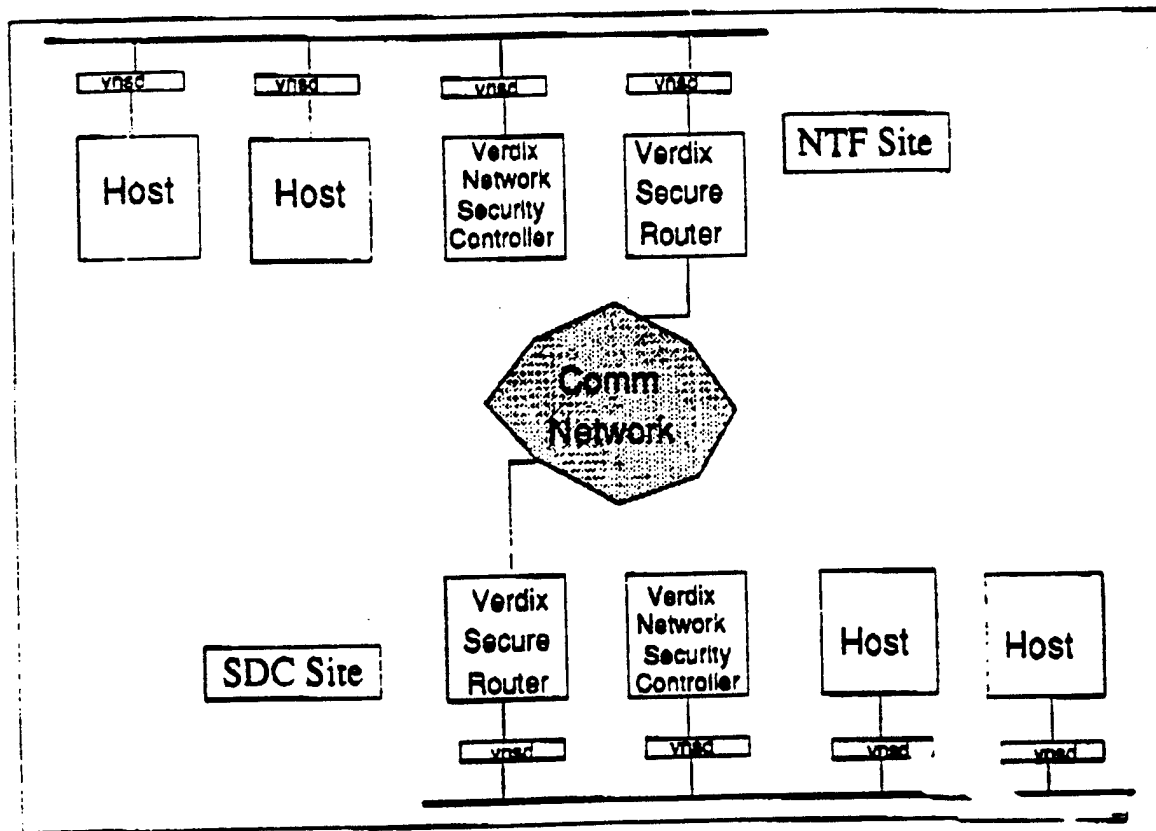 vnsd
vnsd
vnsd
vnsd
Host
Host
Verdix
Network
Security
Controller
Verdix
Secure
Router
NTF Site
Comm
Network
SDC Site
Verdix
Secure
Router
Verdix
Network
Security
Controller
Host
Host
vnsd
vnsd
vnsd
vnsd